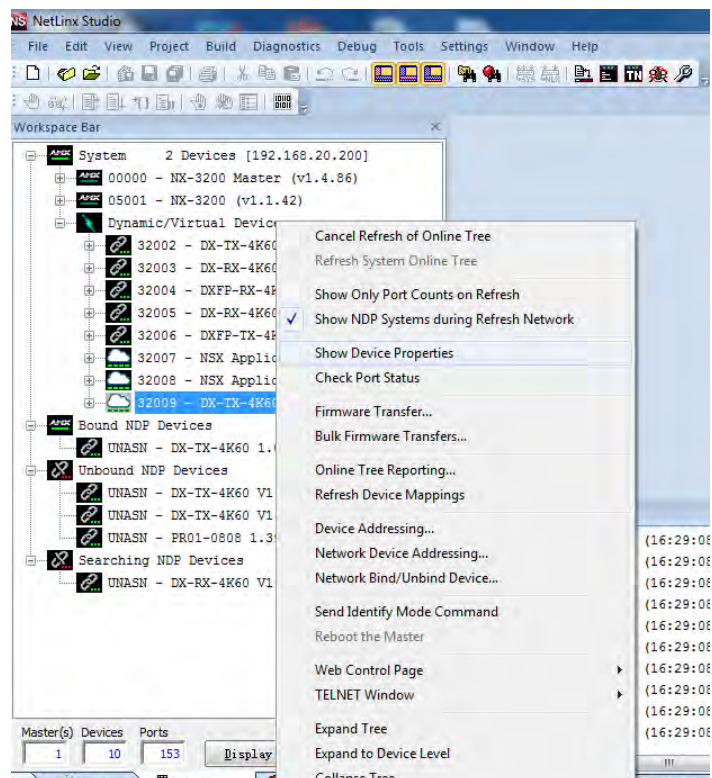 NetLinx Studio
File Edit View Project Build Diagnostics Debug Tools Settings Window Help
Workspace Bar
System 2 Devices [192.168.20.200]
00000 - NX-3200 Master (v1.4.86)
05001 - NX-3200 (v1.1.42)
Dynamic/Virtual Device
32002 - DX-TX-4K60
32003 - DX-RX-4K60
32004 - DXFP-RX-4
32005 - DX-RX-4K60
32006 - DXFP-TX-4
32007 - NSX Applic
32008 - NSX Applic
32009 - DX-TX-4K60
Bound NDP Devices
UNASN - DX-TX-4K60 1.
Unbound NDP Devices
UNASN - DX-TX-4K60 V1
UNASN - DX-TX-4K60 V1
UNASN - PR01-0808 1.3
Searching NDP Devices
UNASN - DX-RX-4K60 V1
Master(s) Devices Ports
1 10 153 Display
Cancel Refresh of Online Tree
Refresh System Online Tree
Show Only Port Counts on Refresh
Show NDP Systems during Refresh Network
Show Device Properties
Check Port Status
Firmware Transfer...
Bulk Firmware Transfers...
Online Tree Reporting...
Refresh Device Mappings
Device Addressing...
Network Device Addressing...
Network Bind/Unbind Device...
Send Identify Mode Command
Reboot the Master
Web Control Page
TELNET Window
Expand Tree
Expand to Device Level
Collapse Tree
(16:29:08
(16:29:08
(16:29:08
(16:29:08
(16:29:08
(16:29:08
(16:29:08
(16:29:08
(16:29:08
(16:29:08